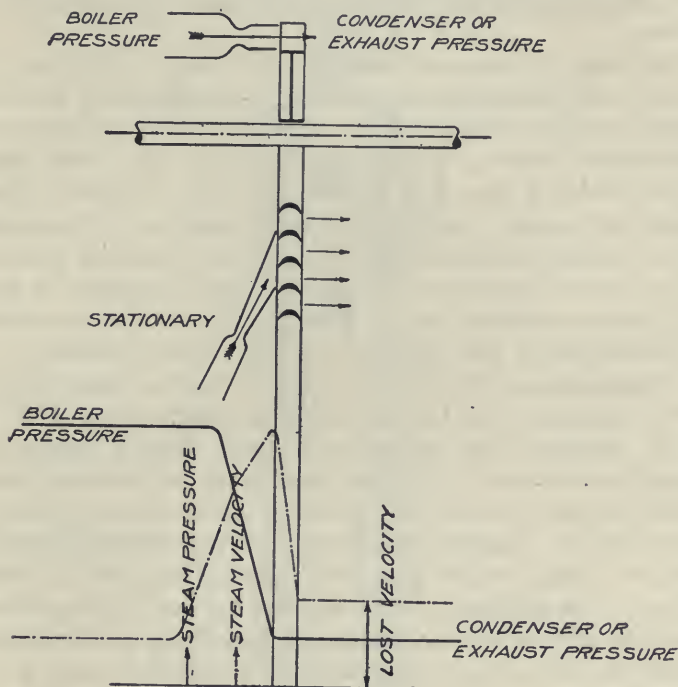 BOILER
PRESSURE
CONDENSER OR
EXHAUST PRESSURE
STATIONARY
BOILER
PRESSURE
STEAM PRESSURE
STEAM VELOCITY
LOST VELOCITY
CONDENSER OR
EXHAUST PRESSURE